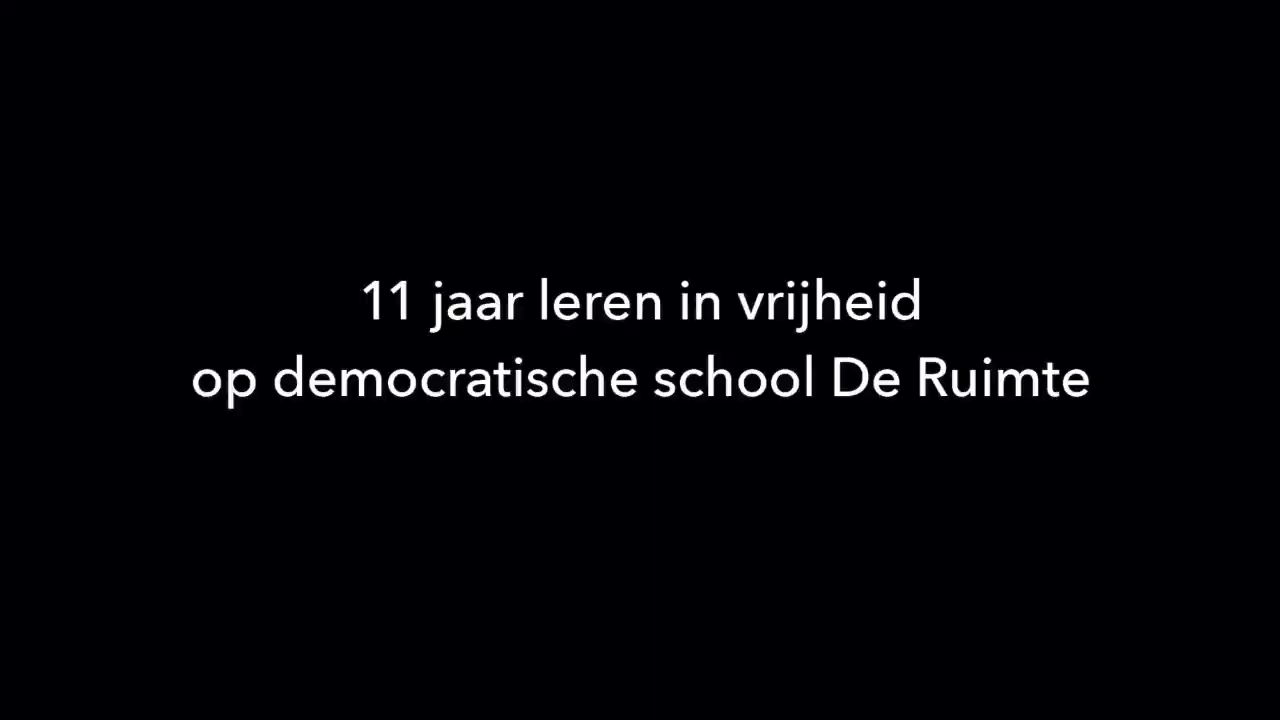 11 jaar leren in vrijheid
op democratische school De Ruimte